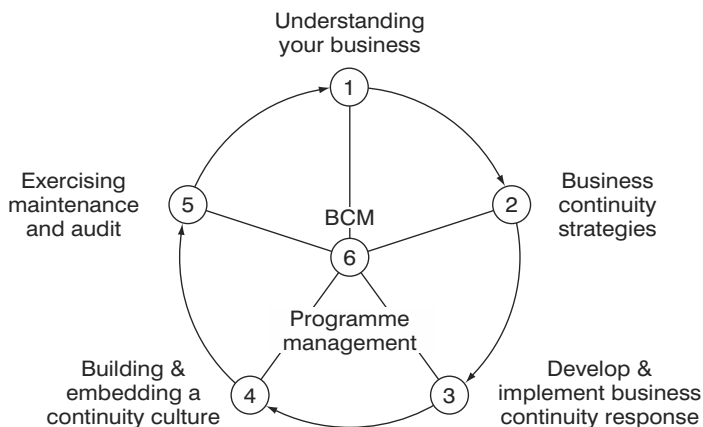 Understanding
your business
1
Exercising
maintenance
and audit
5
BCM
2
Business
continuity
strategies
6
Programme
management
Building &
embedding a
continuity culture
4
3
Develop &
implement business
continuity response